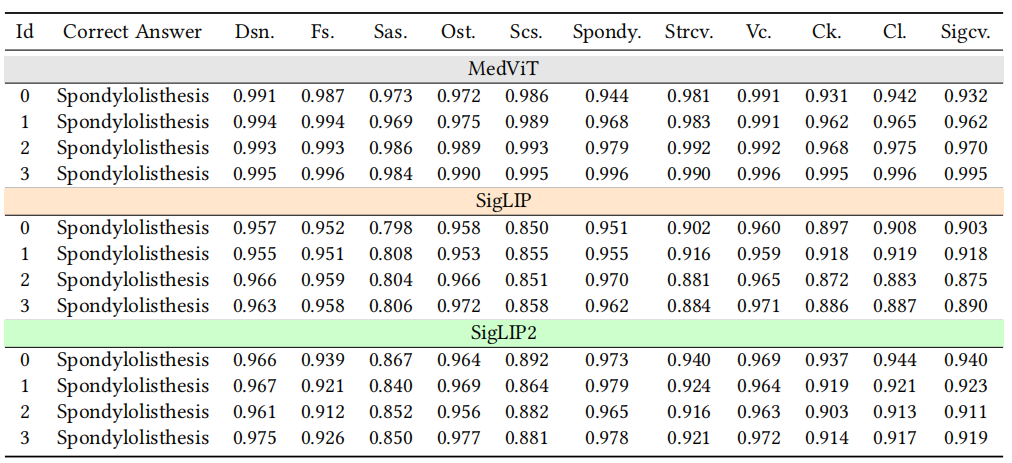 Id Correct Answer Dsn. Fs. Sas. Ost. Scs. Spondy. Strcv. Vc. Ck. Cl. Sigcv.
MedViT
0 Spondylolisthesis 0.991 0.987 0.973 0.972 0.986 0.944 0.981 0.991 0.931 0.942 0.932
1 Spondylolisthesis 0.994 0.994 0.969 0.975 0.989 0.968 0.983 0.991 0.962 0.965 0.962
2 Spondylolisthesis 0.993 0.993 0.986 0.989 0.993 0.979 0.992 0.992 0.968 0.975 0.970
3 Spondylolisthesis 0.995 0.996 0.984 0.990 0.995 0.996 0.990 0.996 0.995 0.996 0.995
SigLIP
0 Spondylolisthesis 0.957 0.952 0.798 0.958 0.850 0.951 0.902 0.960 0.897 0.908 0.903
1 Spondylolisthesis 0.955 0.951 0.808 0.953 0.855 0.955 0.916 0.959 0.918 0.919 0.918
2 Spondylolisthesis 0.966 0.959 0.804 0.966 0.851 0.970 0.881 0.965 0.872 0.883 0.875
3 Spondylolisthesis 0.963 0.958 0.806 0.972 0.858 0.962 0.884 0.971 0.886 0.887 0.890
SigLIP2
0 Spondylolisthesis 0.966 0.939 0.867 0.964 0.892 0.973 0.940 0.969 0.937 0.944 0.940
1 Spondylolisthesis 0.967 0.921 0.840 0.969 0.864 0.979 0.924 0.964 0.919 0.921 0.923
2 Spondylolisthesis 0.961 0.912 0.852 0.956 0.882 0.965 0.916 0.963 0.903 0.913 0.911
3 Spondylolisthesis 0.975 0.926 0.850 0.977 0.881 0.978 0.921 0.972 0.914 0.917 0.919